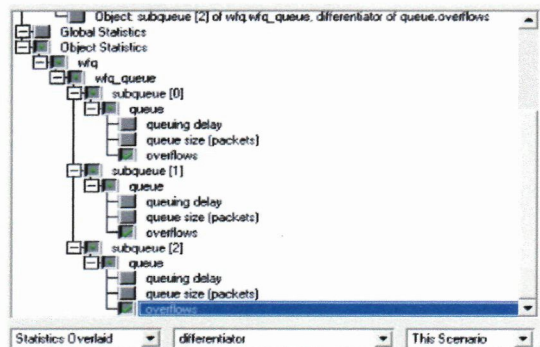 Object: subqueue [2] of wfq.wfq_queue, differentiator of queue.overflows
Global Statistics
Object Statistics
wfq
wfq_queue
subqueue [0]
queue
queuing delay
queue size (packets)
overflows
subqueue [1]
queue
queuing delay
queue size (packets)
overflows
subqueue [2]
queue
queuing delay
queue size (packets)
overflows
Statistics Overlaid differentiator This Scenario